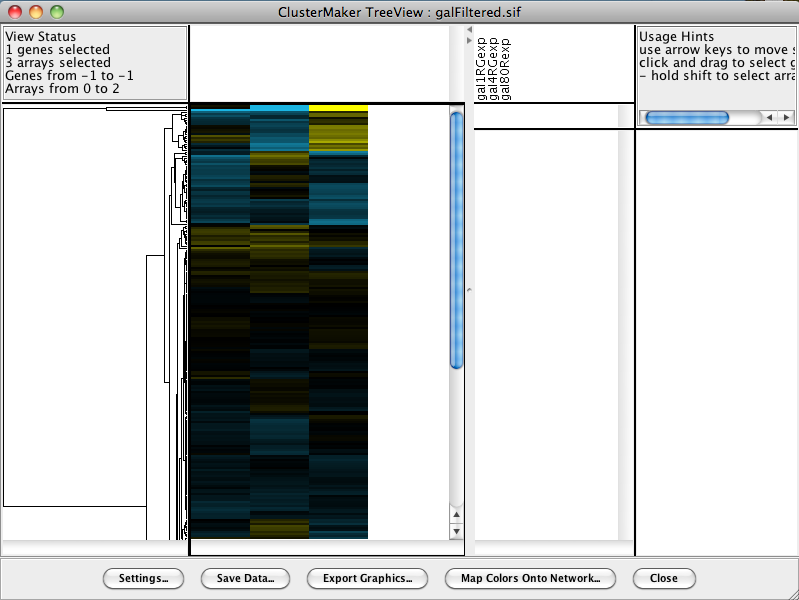 ClusterMaker TreeView : galFiltered.sif
View Status
1 genes selected
3 arrays selected
Genes from -1 to -1
Arrays from 0 to 2
gal1RGexp
gal4RGexp
gal80Rexp
Usage Hints
use arrow keys to move s
click and drag to select g
- hold shift to select arra
Settings...
Save Data...
Export Graphics...
Map Colors Onto Network...
Close